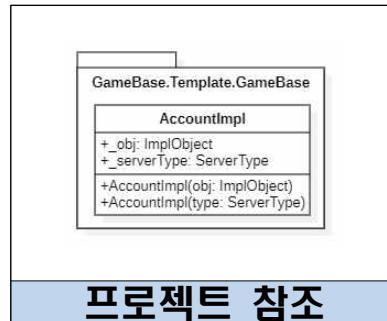 GameBase.Template.GameBase
AccountImpl
+_obj: ImplObject
+_serverType: ServerType
+AccountImpl(obj: ImplObject)
+AccountImpl(type: ServerType)
프로젝트 참조